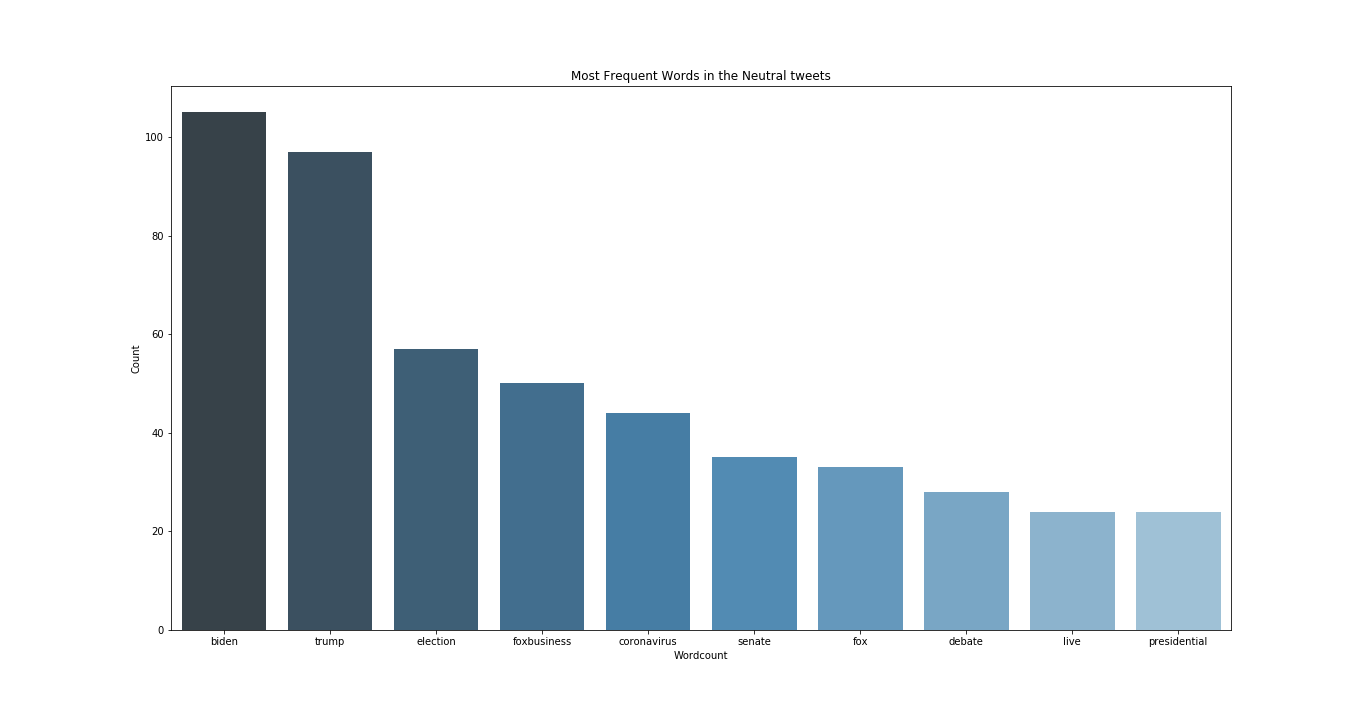 Most Frequent Words in the Neutral tweets
100
80
60
40
20
0
Count
biden trump election foxbusiness coronavirus senate fox debate live presidential
Wordcount